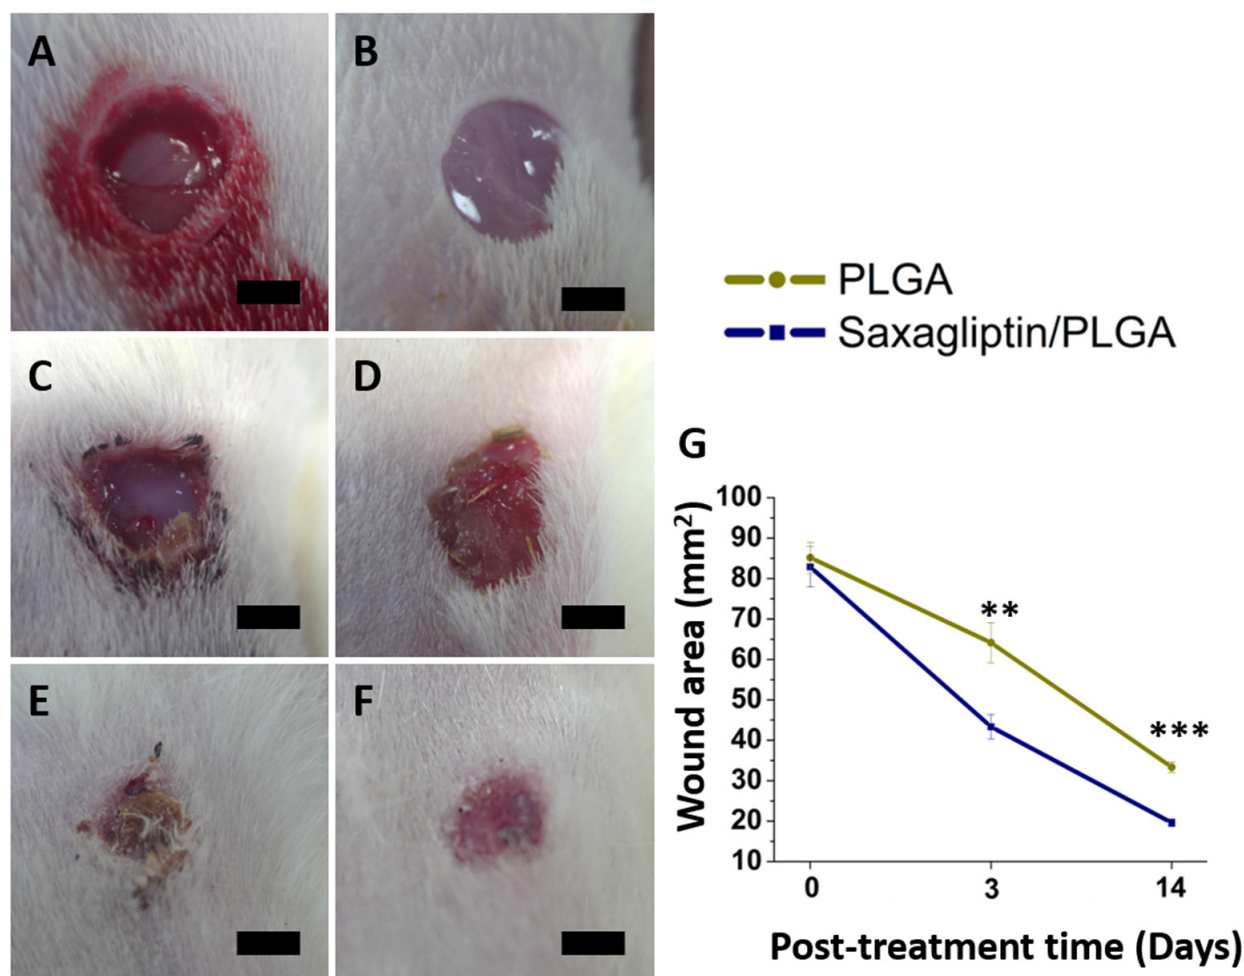 A
B
C
D
E
F
PLGA
Saxagliptin/PLGA
G
Wound area (mm²)
100
90
80
70
60
50
40
30
20
10
**
***
0 3 14
Post-treatment time (Days)